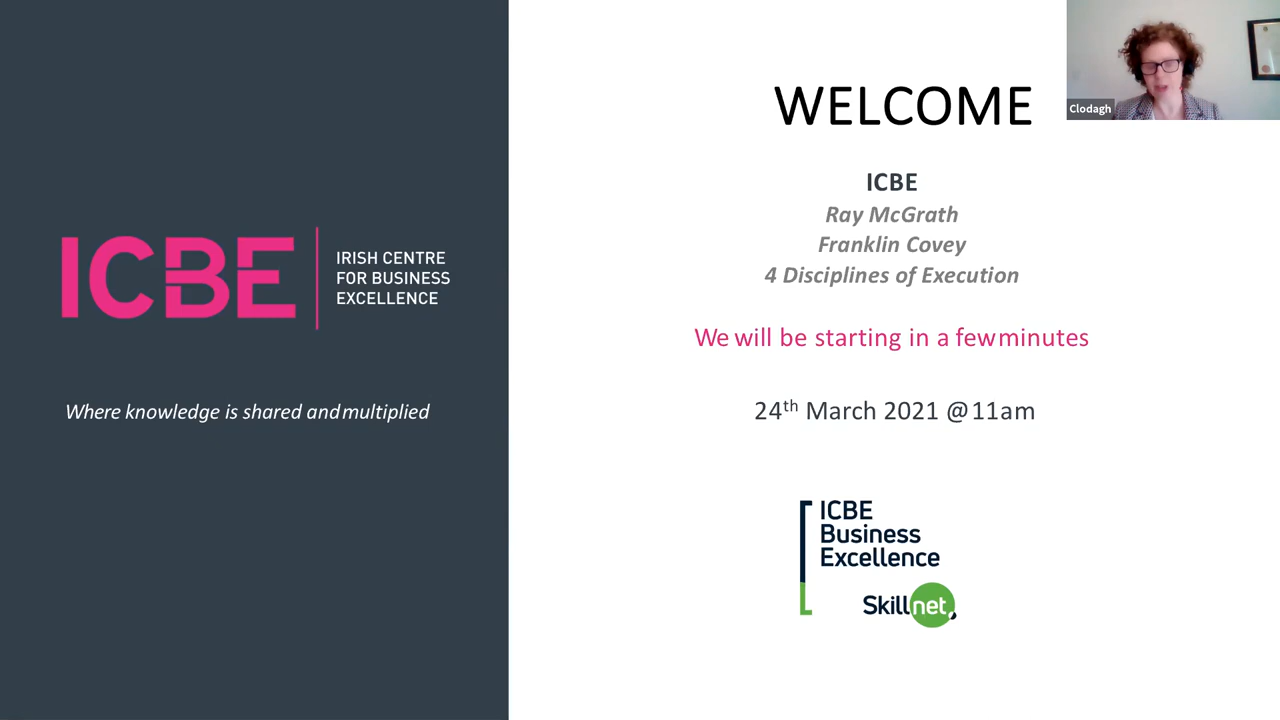 ICBE
IRISH CENTRE
FOR BUSINESS
EXCELLENCE
Where knowledge is shared and multiplied
WELCOME
ICBE
Ray McGrath
Franklin Covey
4 Disciplines of Execution
We will be starting in a few minutes
24th March 2021 @ 11am
ICBE
Business
Excellence
Skillnet
Clodagh